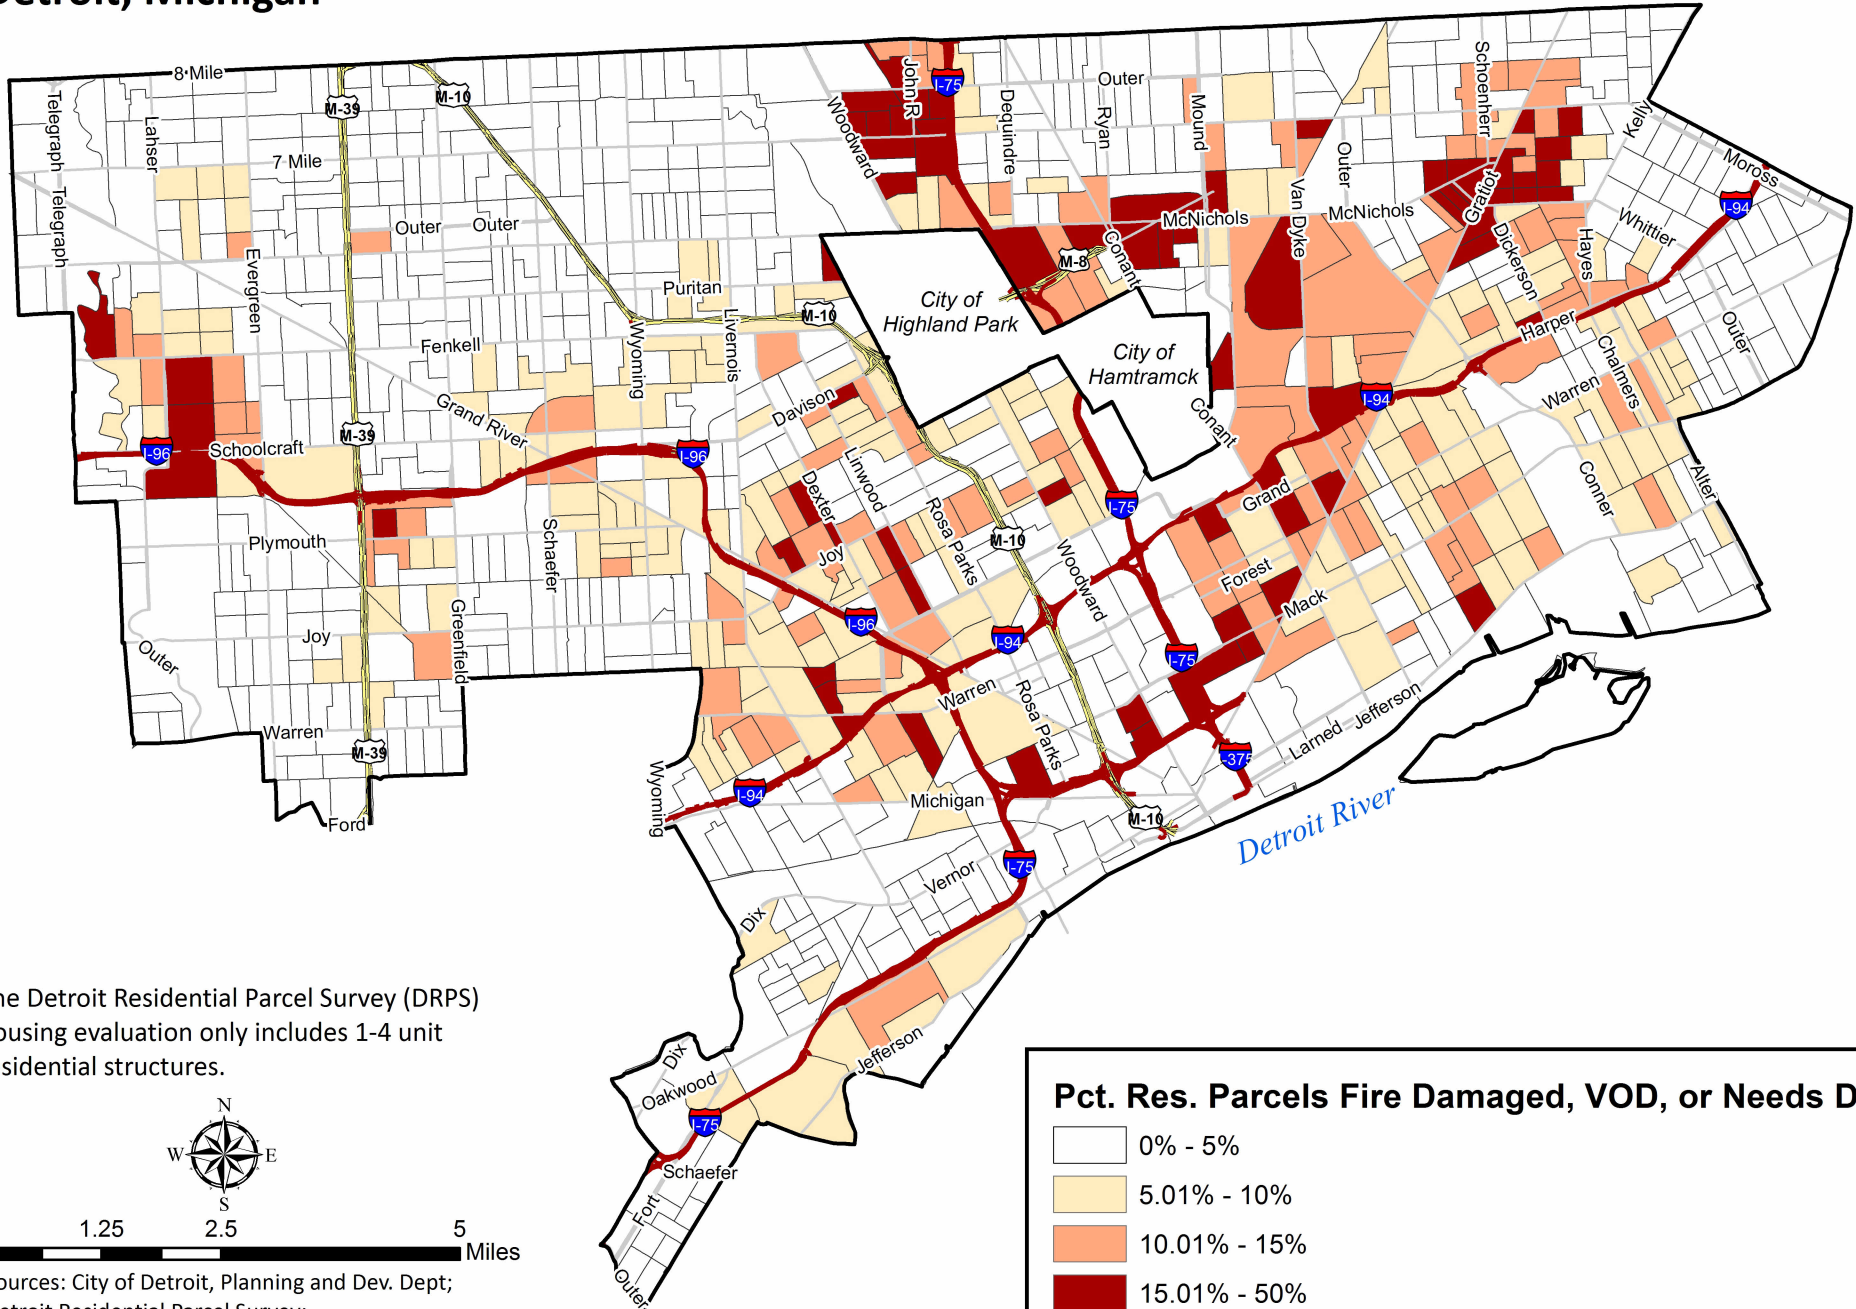 Detroit, Michigan
8 Mile
M-39
M-10
Telegraph
Lahser
7 Mile
Telegraph
Outer
Outer
Evergreen
Puritan
M-10
Fenkell
Wyoming
Livernois
Grand River
Davison
M-39
Schoolcraft
I-96
I-96
Plymouth
Schaefer
Dexter
Linwood
Joy
Rosa Parks
M-10
Woodward
Joy
Greenfield
Outer
Warren
M-39
Ford
I-96
I-94
Warren
Rosa Parks
Wyoming
I-94
Michigan
M-10
Vernor
I-75
Dix
Dix
Oakwood
Jefferson
I-75
Schaefer
Fort
Outer
John R
I-75
Woodward
Dequindre
Outer
Ryan
Mound
Outer
Van Dyke
Schoenherr
Kelly
Moross
I-94
McNichols
McNichols
Gratiot
Whittier
Dickerson
Hayes
Conant
M-8
City of
Highland Park
City of
Hamtramck
Conant
I-94
Harper
Chalmers
Outer
Warren
Conner
Alter
I-75
Grand
Forest
Mack
I-75
I-375
Larned
Jefferson
Detroit River
he Detroit Residential Parcel Survey (DRPS)
ousing evaluation only includes 1-4 unit
sidential structures.
N
W
E
S
1.25
2.5
5
Miles
ources: City of Detroit, Planning and Dev. Dept;
etroit Residential Parcel Survey;
Pct. Res. Parcels Fire Damaged, VOD, or Needs D
0% - 5%
5.01% - 10%
10.01% - 15%
15.01% - 50%